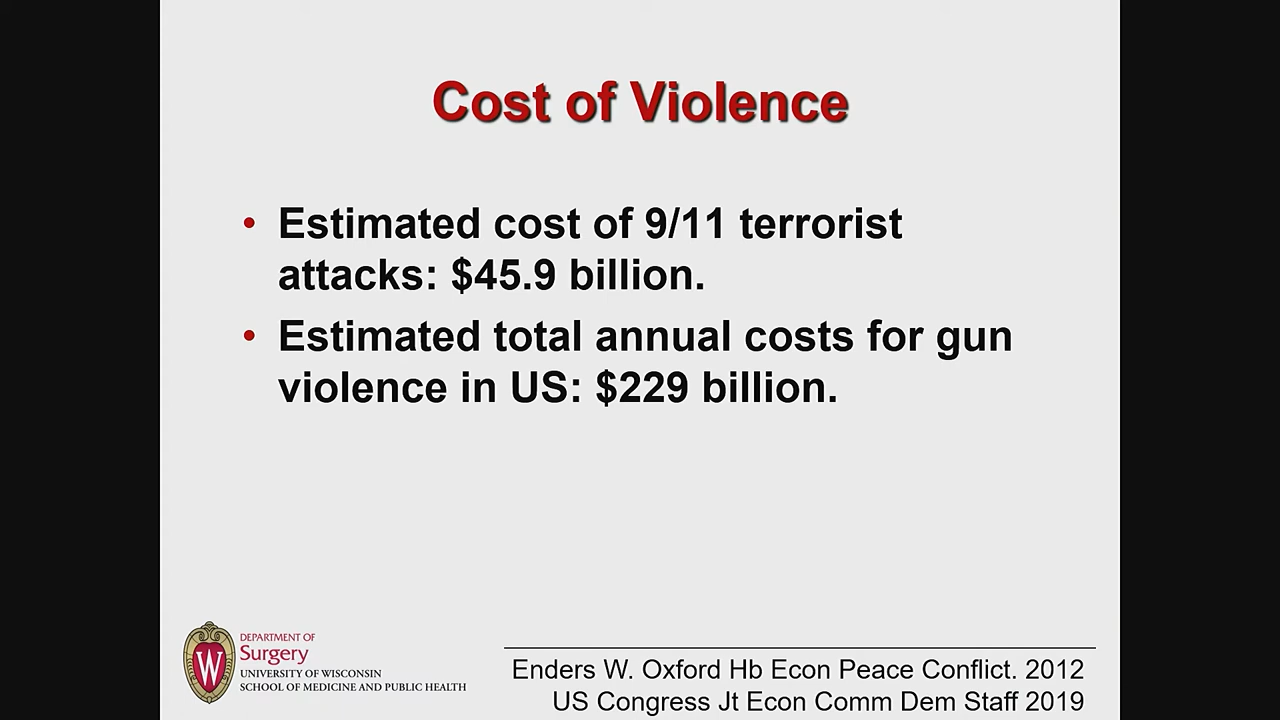 Cost of Violence
• Estimated cost of 9/11 terrorist
attacks: $45.9 billion.
• Estimated total annual costs for gun
violence in US: $229 billion.
W
DEPARTMENT OF
Surgery
UNIVERSITY OF WISCONSIN
SCHOOL OF MEDICINE AND PUBLIC HEALTH
Enders W. Oxford Hb Econ Peace Conflict. 2012
US Congress Jt Econ Comm Dem Staff 2019